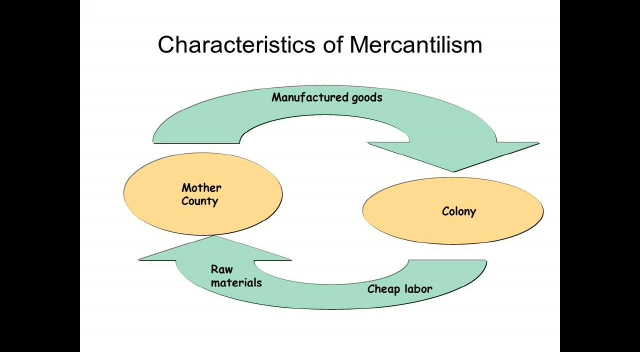 Characteristics of Mercantilism
Manufactured goods
Mother
County
Colony
Raw
materials
Cheap labor